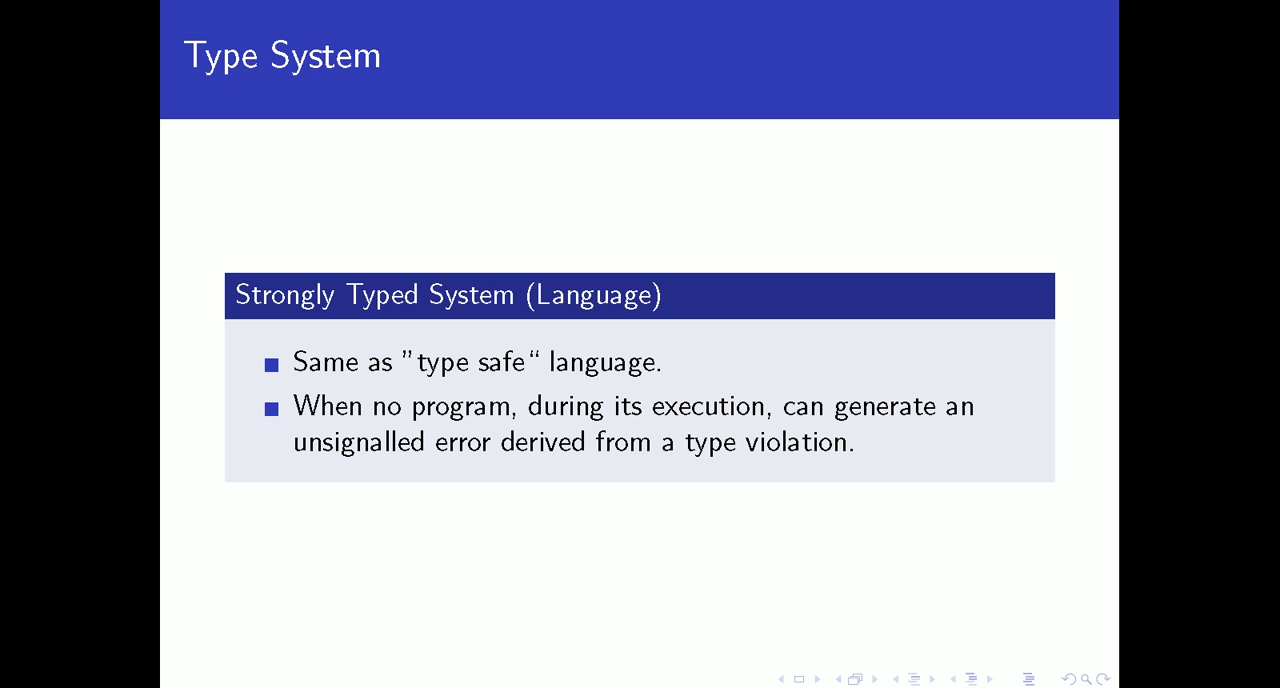 Type System
Strongly Typed System (Language)
Same as ”type safe“ language.
When no program, during its execution, can generate an
unsignalled error derived from a type violation.